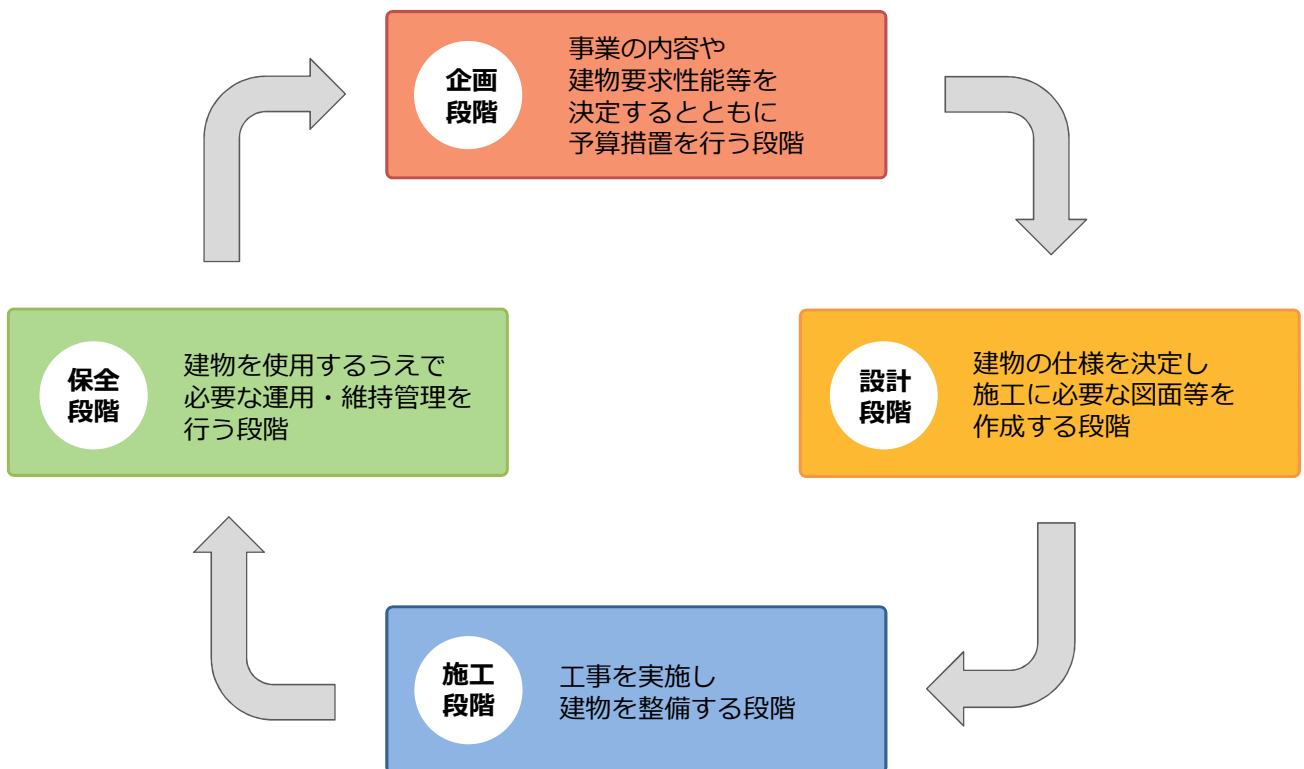 企画
段階
事業の内容や
建物要求性能等を
決定するとともに
予算措置を行う段階
設計
段階
建物の仕様を決定し
施工に必要な図面等を
作成する段階
施工
段階
工事を実施し
建物を整備する段階
保全
段階
建物を使用するうえで
必要な運用・維持管理を
行う段階